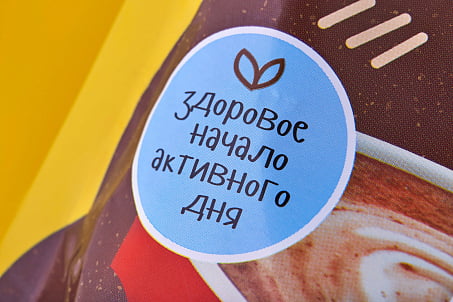 здоровое
начало
активного
дня